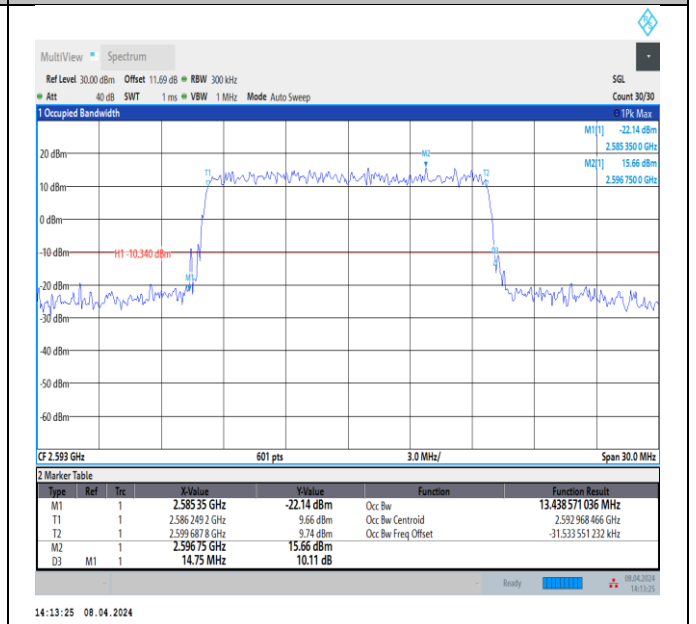 MultiView Spectrum
Ref Level 30.00 dBm Offset 11.69 dB RBW 300 kHz SGL
Att 40 dB SWT 1 ms VBW 1 MHz Mode Auto Sweep Count 30/30
1 Occupied Bandwidth 1Pk Max
M1[1] -22.14 dBm
2.585 350 0 GHz
M2[1] 15.66 dBm
2.596 750 0 GHz
20 dBm
M2
T1 T2
10 dBm
0 dBm
-10 dBm H1 -10.340 dBm
D3
M1
-20 dBm
-30 dBm
-40 dBm
-50 dBm
-60 dBm
CF 2.593 GHz 601 pts 3.0 MHz/ Span 30.0 MHz
2 Marker Table
Type Ref Trc X-Value Y-Value Function Function Result
M1 1 2.585 35 GHz -22.14 dBm Occ Bw 13.438 571 036 MHz
T1 1 2.586 249 2 GHz 9.66 dBm Occ Bw Centroid 2.592 968 466 GHz
T2 1 2.599 687 8 GHz 9.74 dBm Occ Bw Freq Offset -31.533 551 232 kHz
M2 1 2.596 75 GHz 15.66 dBm
D3 M1 1 14.75 MHz 10.11 dB
Ready 08.04.2024
14:13:25
14:13:25 08.04.2024